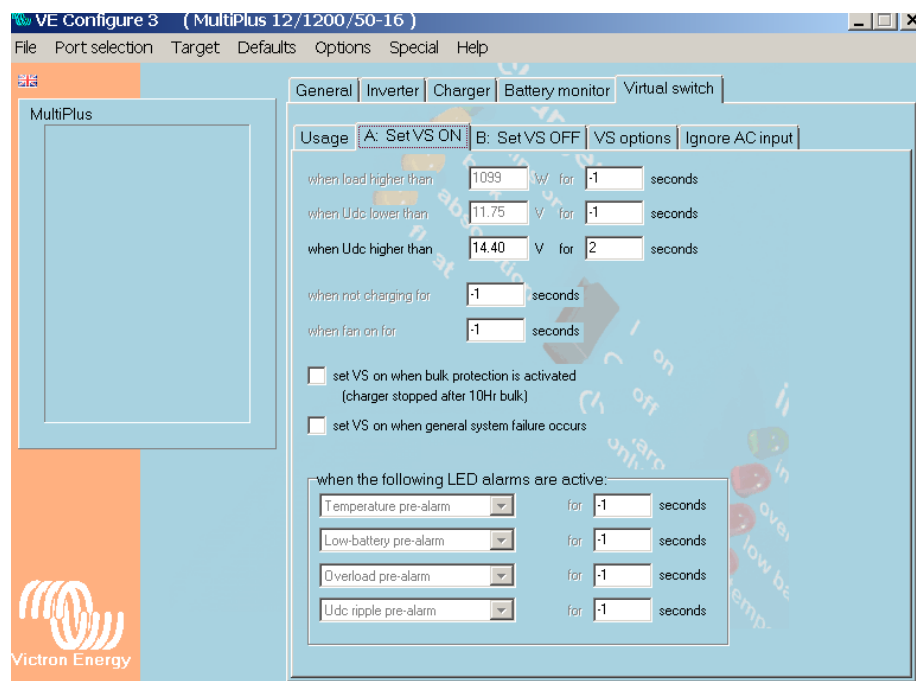 VE Configure 3 ( MultiPlus 12/1200/50-16 )
File Port selection Target Defaults Options Special Help
General Inverter Charger Battery monitor Virtual switch
MultiPlus
Usage A: Set VS ON B: Set VS OFF VS options Ignore AC input
when load higher than 1099 W for -1 seconds
when Udc lower than 11.75 V for -1 seconds
when Udc higher than 14.40 V for 2 seconds
when not charging for -1 seconds
when fan on for -1 seconds
set VS on when bulk protection is activated
(charger stopped after 10Hr bulk)
set VS on when general system failure occurs
when the following LED alarms are active:
Temperature pre-alarm for -1 seconds
Low-battery pre-alarm for -1 seconds
Overload pre-alarm for -1 seconds
Udc ripple pre-alarm for -1 seconds
Victron Energy